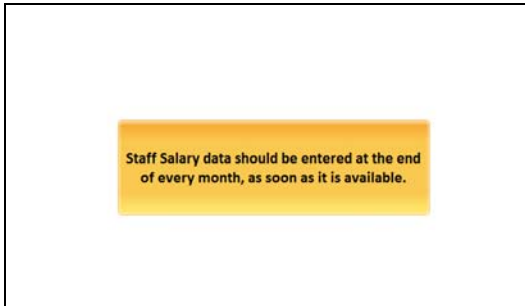 Staff Salary data should be entered at the end
of every month, as soon as it is available.